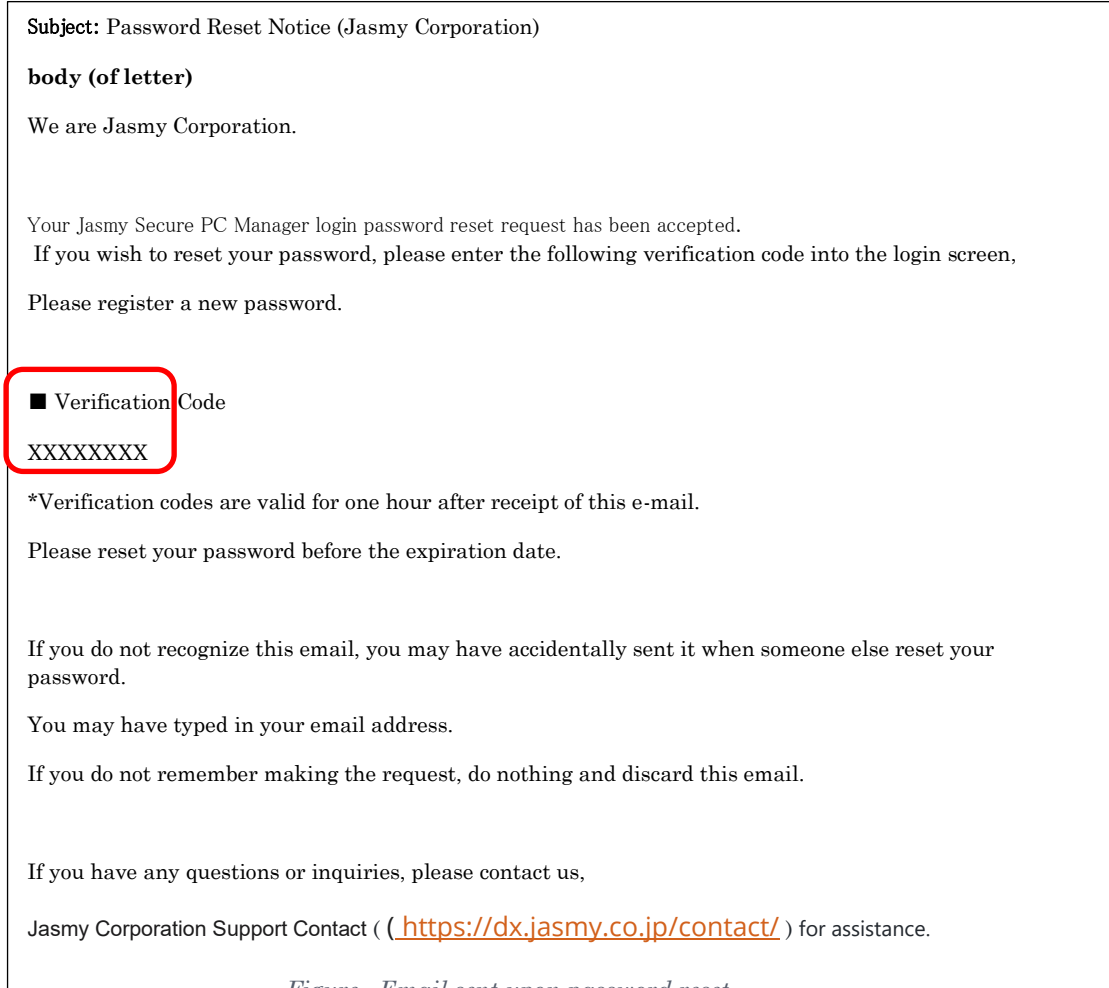 Subject: Password Reset Notice (Jasmy Corporation)
body (of letter)
We are Jasmy Corporation.
Your Jasmy Secure PC Manager login password reset request has been accepted.
If you wish to reset your password, please enter the following verification code into the login screen,
Please register a new password.
■ Verification Code
XXXXXXXX
*Verification codes are valid for one hour after receipt of this e-mail.
Please reset your password before the expiration date.
If you do not recognize this email, you may have accidentally sent it when someone else reset your
password.
You may have typed in your email address.
If you do not remember making the request, do nothing and discard this email.
If you have any questions or inquiries, please contact us,
Jasmy Corporation Support Contact ( ( https://dx.jasmy.co.jp/contact/ ) for assistance.
Figure Email sent upon password reset